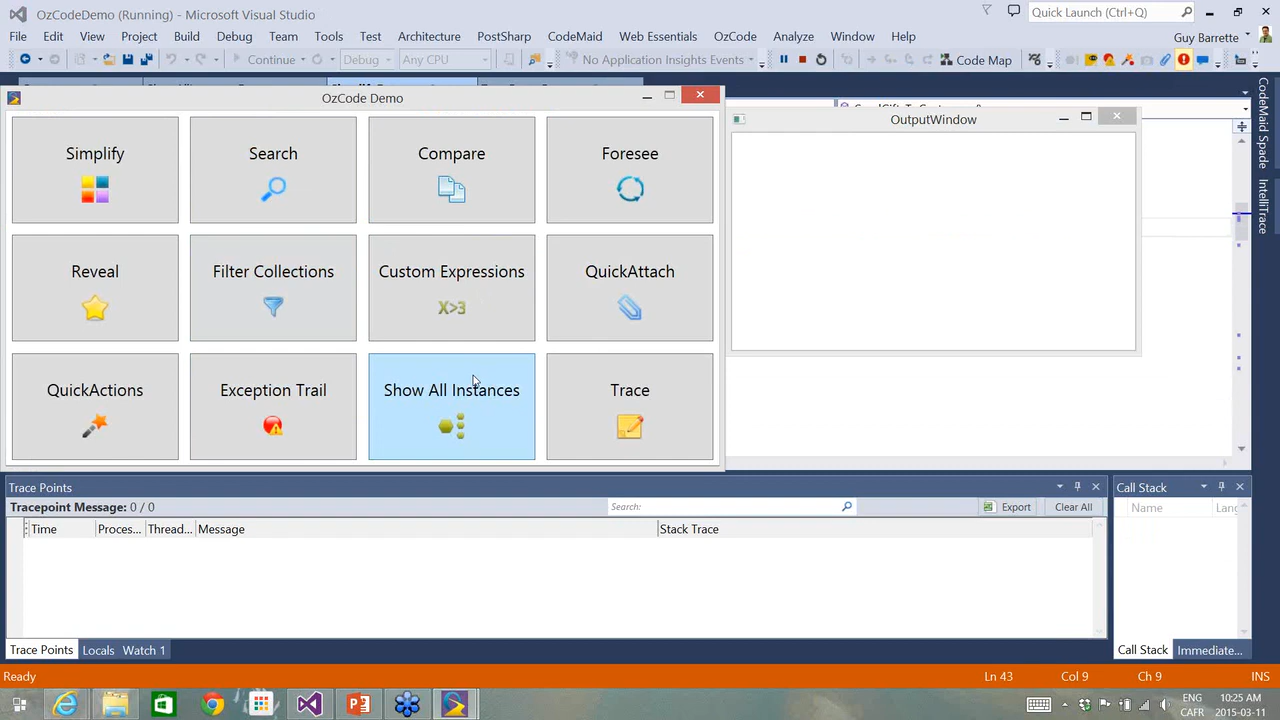 OzCodeDemo (Running) - Microsoft Visual Studio
Quick Launch (Ctrl+Q)
File Edit View Project Build Debug Team Tools Test Architecture PostSharp CodeMaid Web Essentials OzCode Analyze Window Help
Guy Barrette
Continue Debug Any CPU No Application Insights Events Code Map
OzCode Demo
OutputWindow
Simplify Search Compare Foresee
Reveal Filter Collections Custom Expressions QuickAttach
X>3
QuickActions Exception Trail Show All Instances Trace
CodeMaid Spade
IntelliTrace
Trace Points
Call Stack
Tracepoint Message: 0 / 0
Search:
Export
Clear All
Name
Time Proces... Thread... Message Stack Trace
Trace Points Locals Watch 1
Call Stack Immediate...
Ready Ln 43 Col 9 Ch 9 INS
ENG
CAFR
10:25 AM
2015-03-11